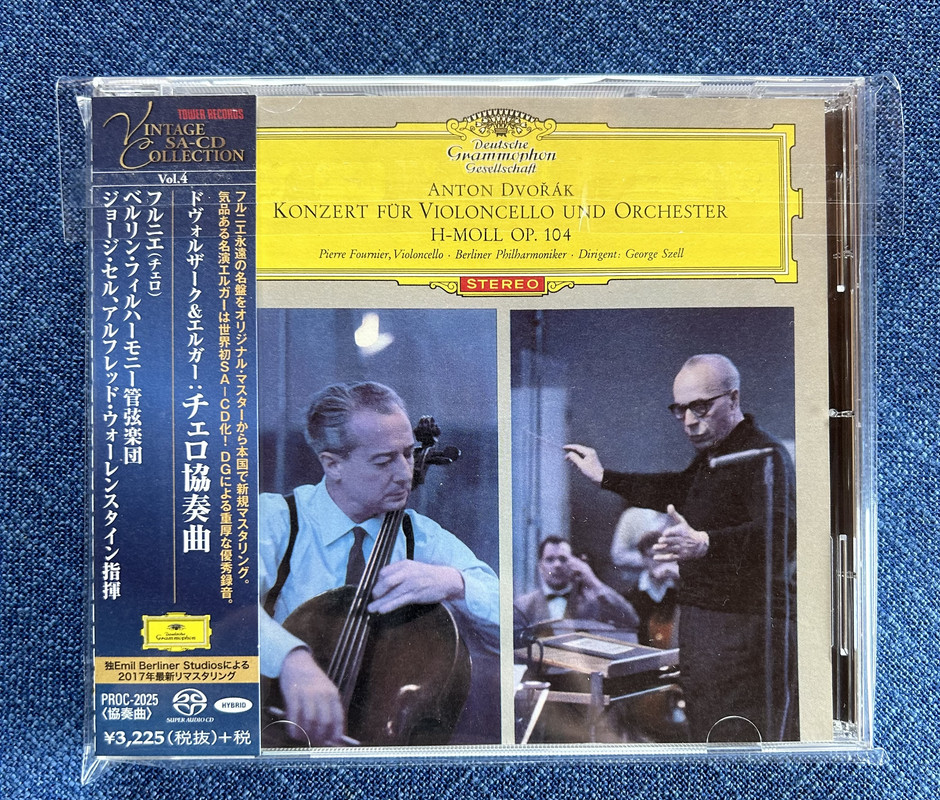 TOWER RECORDS
VINTAGE
SA-CD
COLLECTION
Vol.4
フルニエ永遠の名盤をオリジナル・マスターから本国で新規マスタリング。
気品ある名演エルガーは世界初SA-CD化！DGによる重厚な優秀録音。
ドヴォルザーク&エルガー：チェロ協奏曲
フルニエ（チェロ）
ベルリン・フィルハーモニー管弦楽団
ジョージ・セル、アルフレッド・ウォーレンスタイン指揮
Deutsche
Grammophon
独Emil Berliner Studiosによる
2017年最新リマスタリング
PROC-2025
〈協奏曲〉
SUPER AUDIO CD
HYBRID
¥3,225(税抜)+税
Deutsche
Grammophon
Gesellschaft
ANTON DVOŘÁK
KONZERT FÜR VIOLONCELLO UND ORCHESTER
H-MOLL OP. 104
Pierre Fournier, Violoncello · Berliner Philharmoniker · Dirigent: George Szell
STEREO